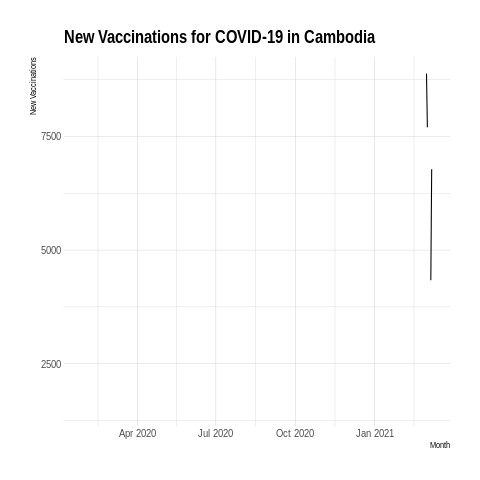 New Vaccinations for COVID-19 in Cambodia
New Vaccinations
7500
5000
2500
Apr 2020 Jul 2020 Oct 2020 Jan 2021
Month